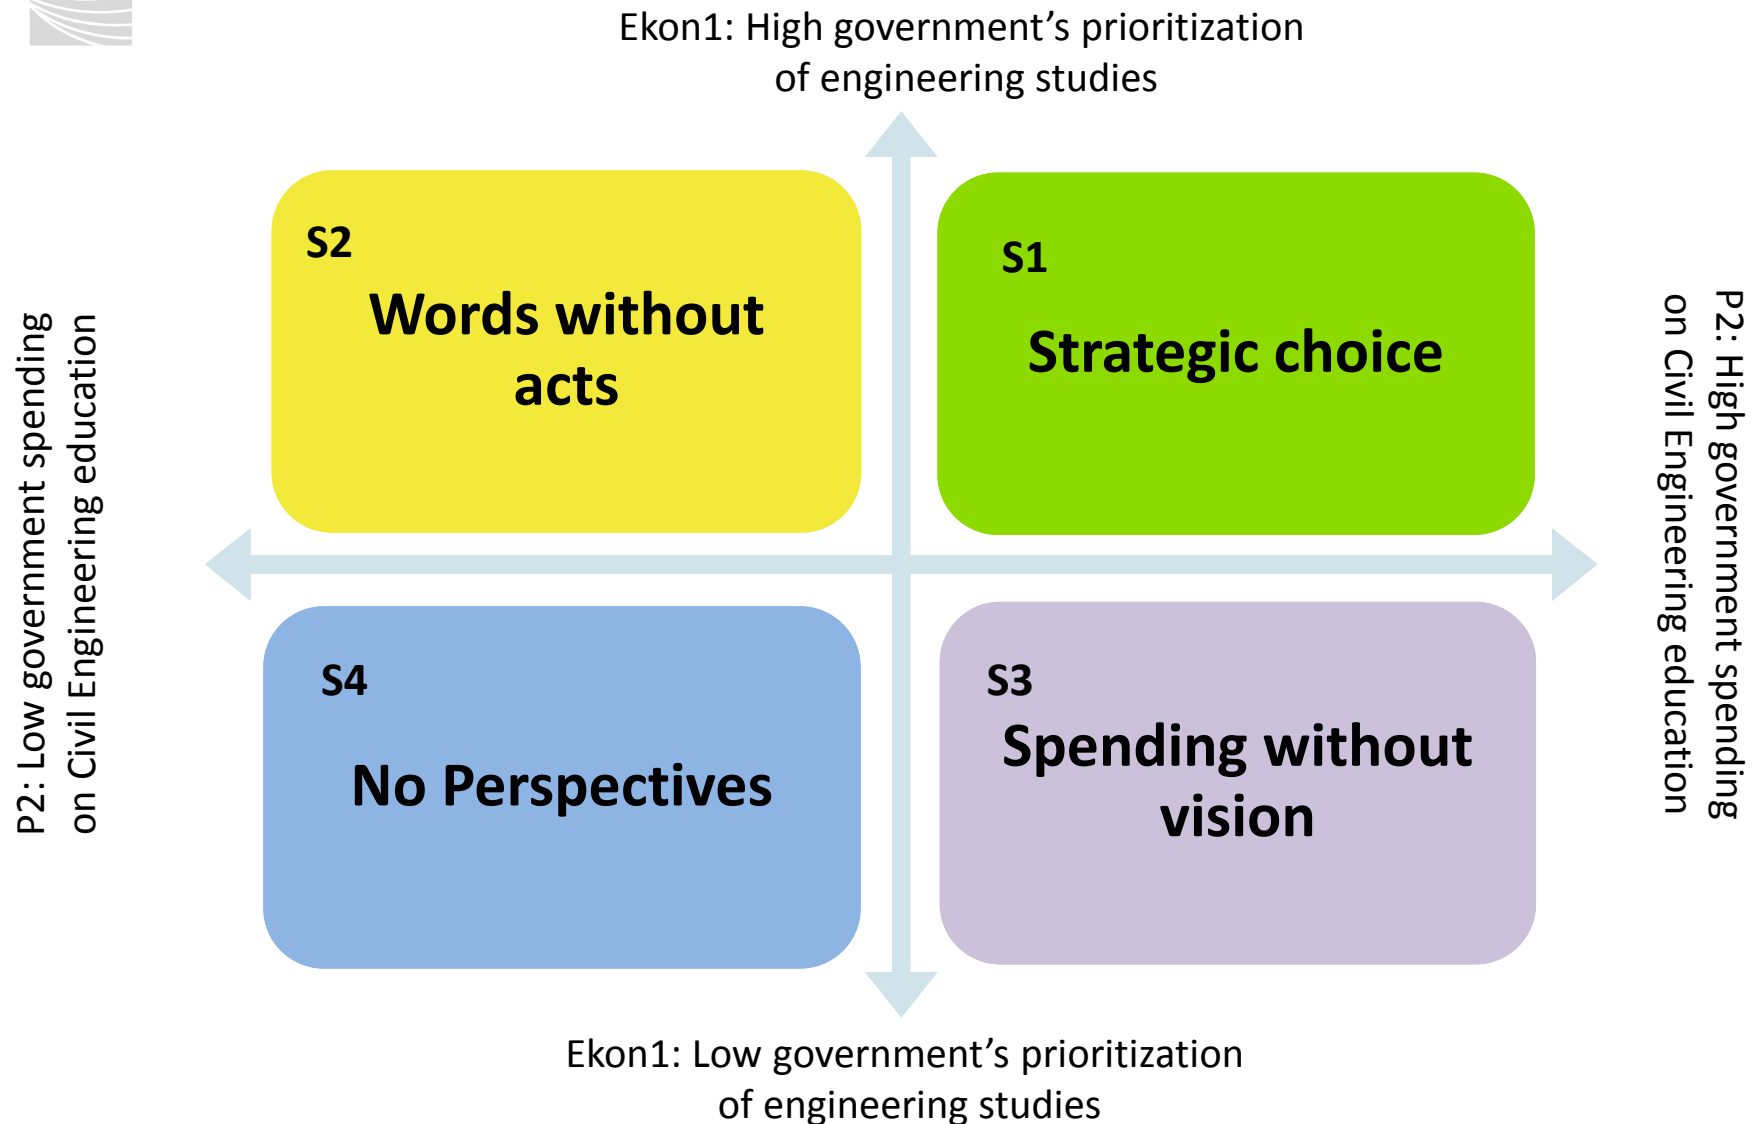 Ekon1: High government’s prioritization
of engineering studies
S2
Words without
acts
S1
Strategic choice
P2: Low government spending
on Civil Engineering education
P2: High government spending
on Civil Engineering education
S4
No Perspectives
S3
Spending without
vision
Ekon1: Low government’s prioritization
of engineering studies